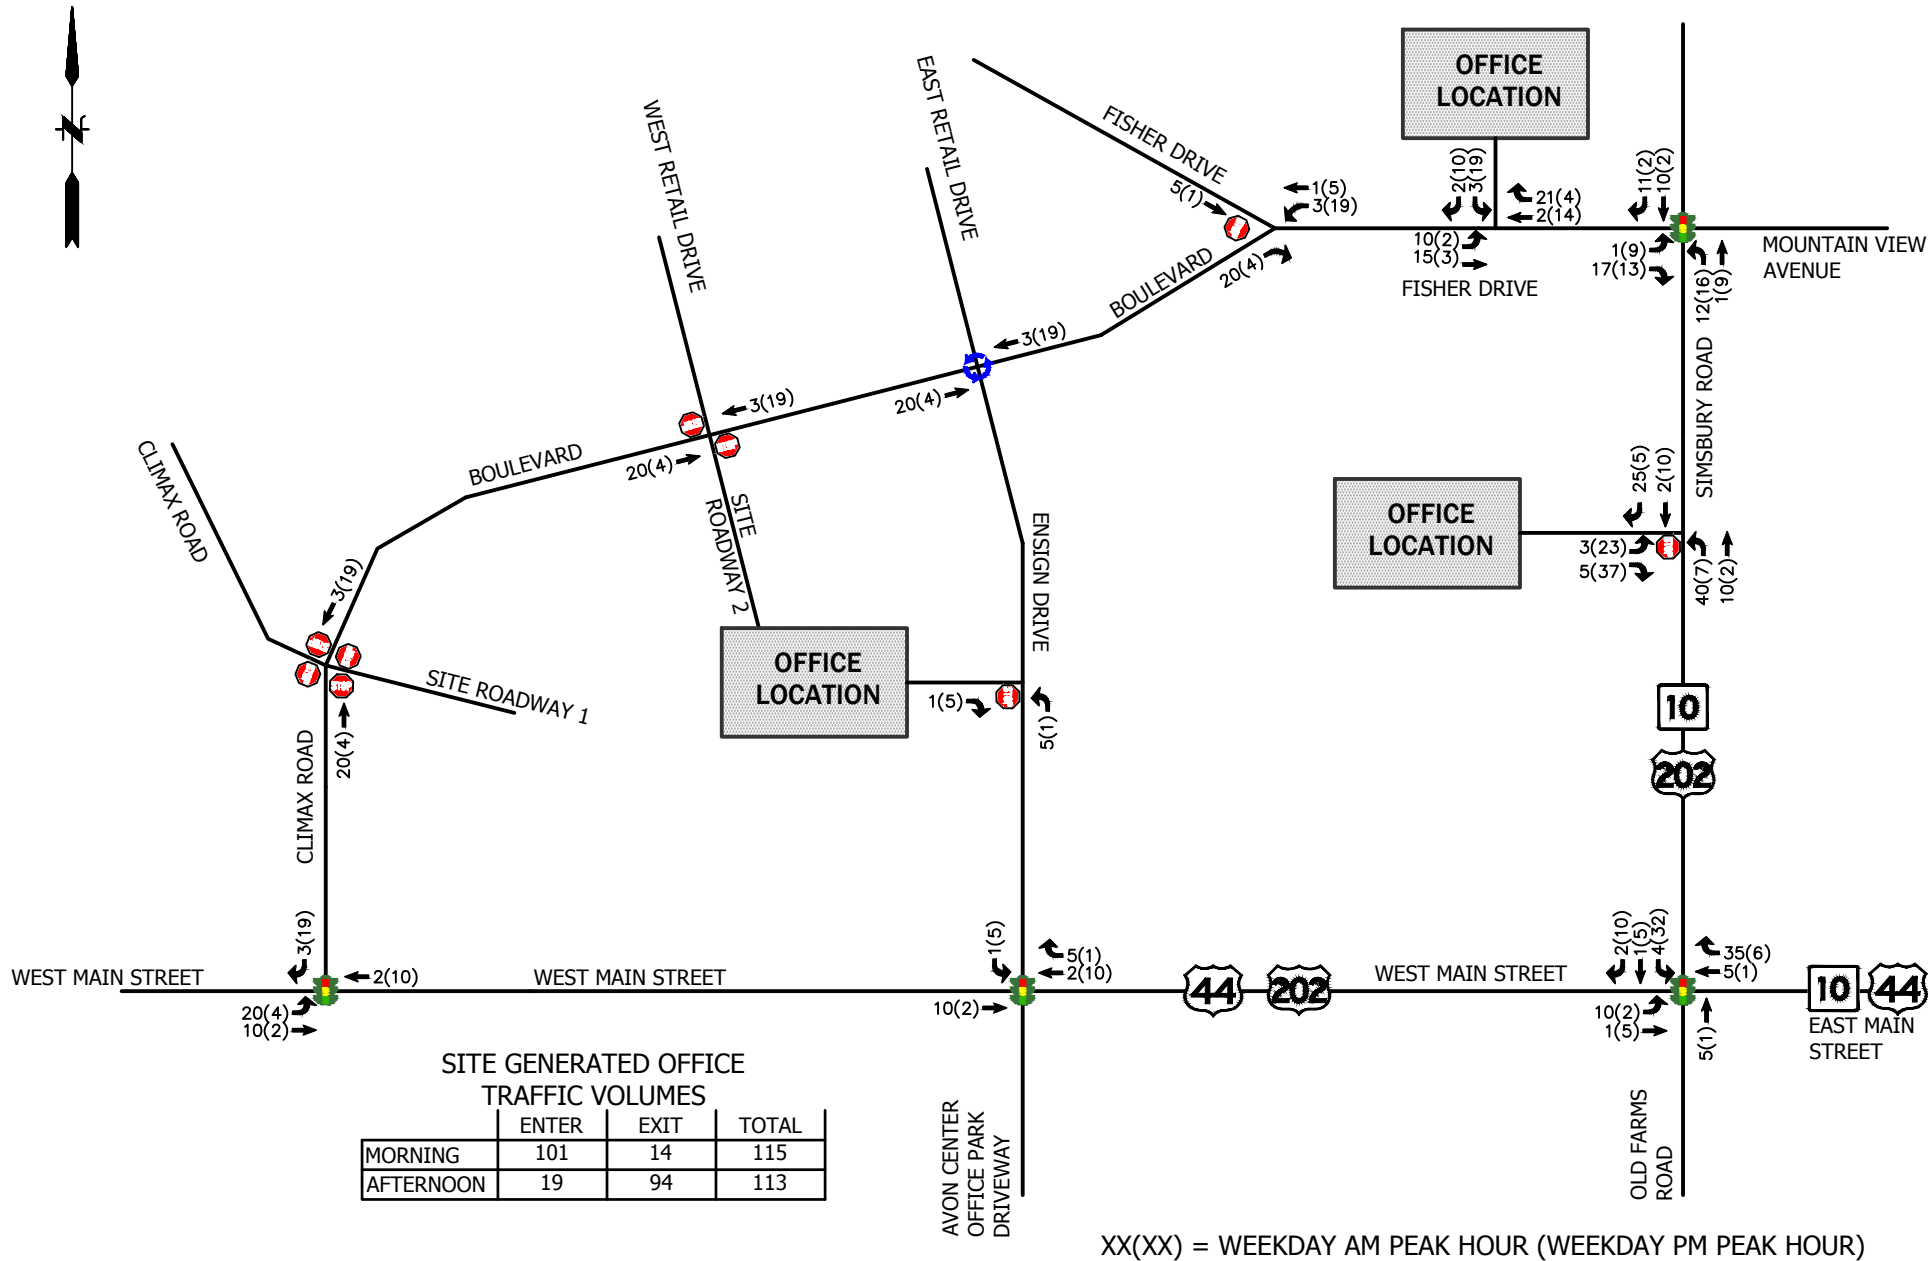 OFFICE
LOCATION
FISHER DRIVE
EAST RETAIL DRIVE
WEST RETAIL DRIVE
5(1)
1(5)
3(19)
2(10)
3(19)
21(4)
2(14)
11(2)
10(2)
10(2)
15(3)
1(9)
17(13)
12(16)
1(9)
MOUNTAIN VIEW
AVENUE
FISHER DRIVE
20(4)
BOULEVARD
3(19)
20(4)
3(19)
20(4)
BOULEVARD
CLIMAX ROAD
SIMSBURY ROAD
SITE
ROADWAY 2
ENSIGN DRIVE
OFFICE
LOCATION
25(5)
2(10)
3(23)
5(37)
40(7)
10(2)
3(19)
SITE ROADWAY 1
20(4)
CLIMAX ROAD
OFFICE
LOCATION
1(5)
5(1)
10
202
3(19)
WEST MAIN STREET
2(10)
20(4)
10(2)
WEST MAIN STREET
1(5)
5(1)
2(10)
10(2)
44
202
WEST MAIN STREET
2(10)
1(5)
4(32)
35(6)
5(1)
10(2)
1(5)
5(1)
10
44
EAST MAIN
STREET
SITE GENERATED OFFICE
TRAFFIC VOLUMES
ENTER EXIT TOTAL
MORNING 101 14 115
AFTERNOON 19 94 113
AVON CENTER
OFFICE PARK
DRIVEWAY
OLD FARMS
ROAD
XX(XX) = WEEKDAY AM PEAK HOUR (WEEKDAY PM PEAK HOUR)